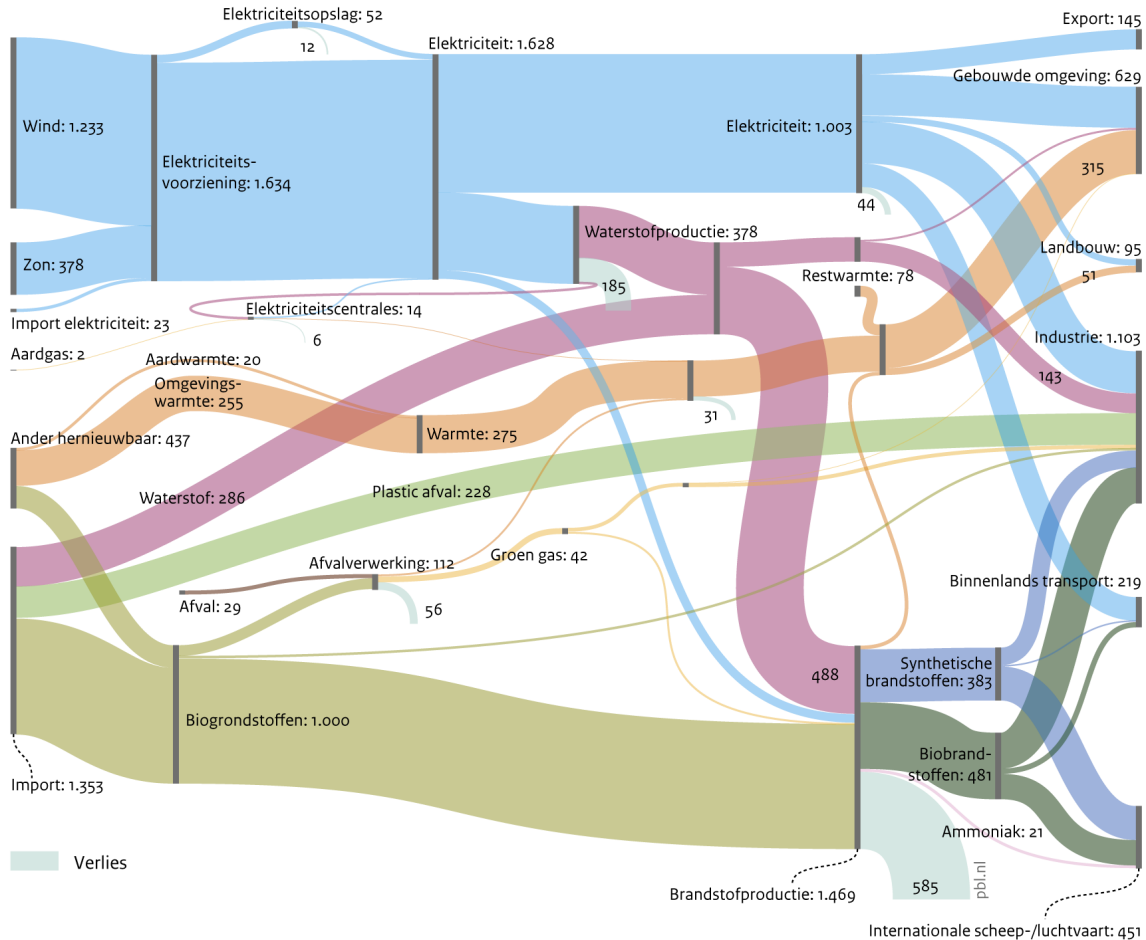 Elektriciteitsopslag: 52
12
Elektriciteit: 1.628
Export: 145
Gebouwde omgeving: 629
Wind: 1.233
Elektriciteits-
voorziening: 1.634
Elektriciteit: 1.003
315
44
Waterstofproductie: 378
Landbouw: 95
51
Zon: 378
Restwarmte: 78
185
Import elektriciteit: 23
Elektriciteitscentrales: 14
6
Industrie: 1.103
Aardgas: 2
Aardwarmte: 20
Omgevings-
warmte: 255
143
31
Ander hernieuwbaar: 437
Warmte: 275
Waterstof: 286
Plastic afval: 228
Afvalverwerking: 112
Groen gas: 42
Binnenlands transport: 219
Afval: 29
56
488
Synthetische
brandstoffen: 383
Biogrondstoffen: 1.000
Biobrand-
stoffen: 481
Import: 1.353
Ammoniak: 21
Verlies
585
pbl.nl
Brandstofproductie: 1.469
Internationale scheep-/luchtvaart: 451